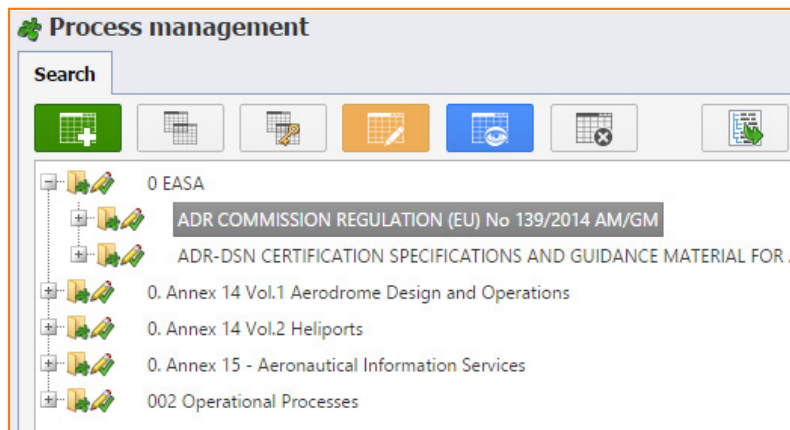 Process management
Search
0 EASA
ADR COMMISSION REGULATION (EU) No 139/2014 AM/GM
ADR-DSN CERTIFICATION SPECIFICATIONS AND GUIDANCE MATERIAL FOR
0. Annex 14 Vol.1 Aerodrome Design and Operations
0. Annex 14 Vol.2 Heliports
0. Annex 15 - Aeronautical Information Services
002 Operational Processes